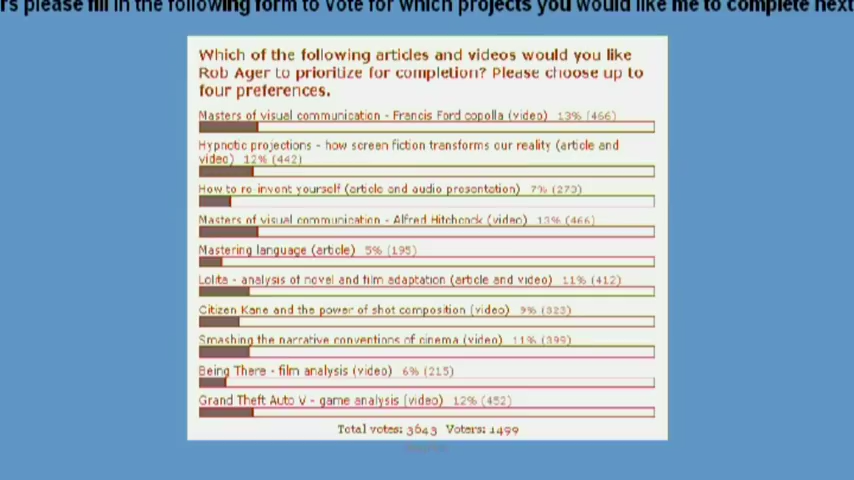 rs please fill in the following form to vote for which projects you would like me to complete next
Which of the following articles and videos would you like
Rob Ager to prioritize for completion? Please choose up to
four preferences.
Masters of visual communication - Francis Ford copolla (video) 13% (466)
Hypnotic projections - how screen fiction transforms our reality (article and
video) 12% (442)
How to re-invent yourself (article and audio presentation) 7% (273)
Masters of visual communication - Alfred Hitchcock (video) 13% (466)
Mastering language (article) 5% (195)
Lolita - analysis of novel and film adaptation (article and video) 11% (412)
Citizen Kane and the power of shot composition (video) 9% (323)
Smashing the narrative conventions of cinema (video) 11% (399)
Being There - film analysis (video) 6% (215)
Grand Theft Auto V - game analysis (video) 12% (452)
Total votes: 3643 Voters: 1499